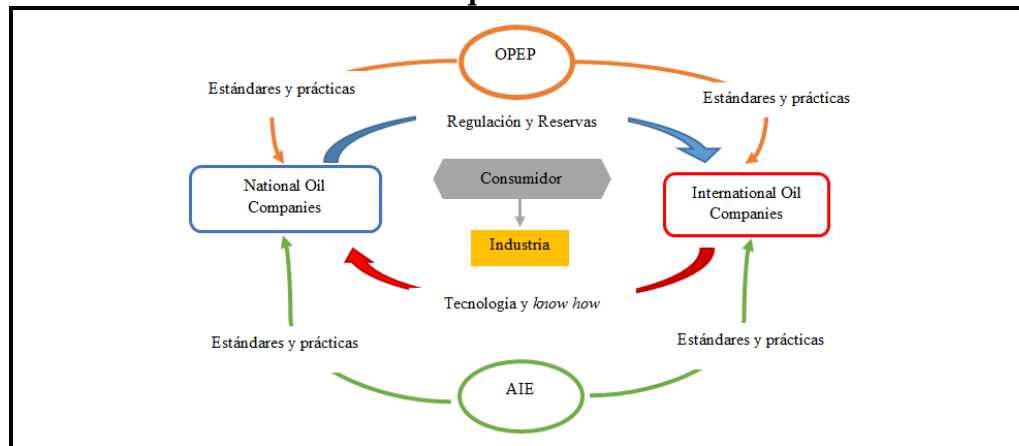 OPEP
Estándares y prácticas
Estándares y prácticas
Regulación y Reservas
National Oil
Companies
Consumidor
International Oil
Companies
Industria
Tecnología y know how
Estándares y prácticas
Estándares y prácticas
AIE